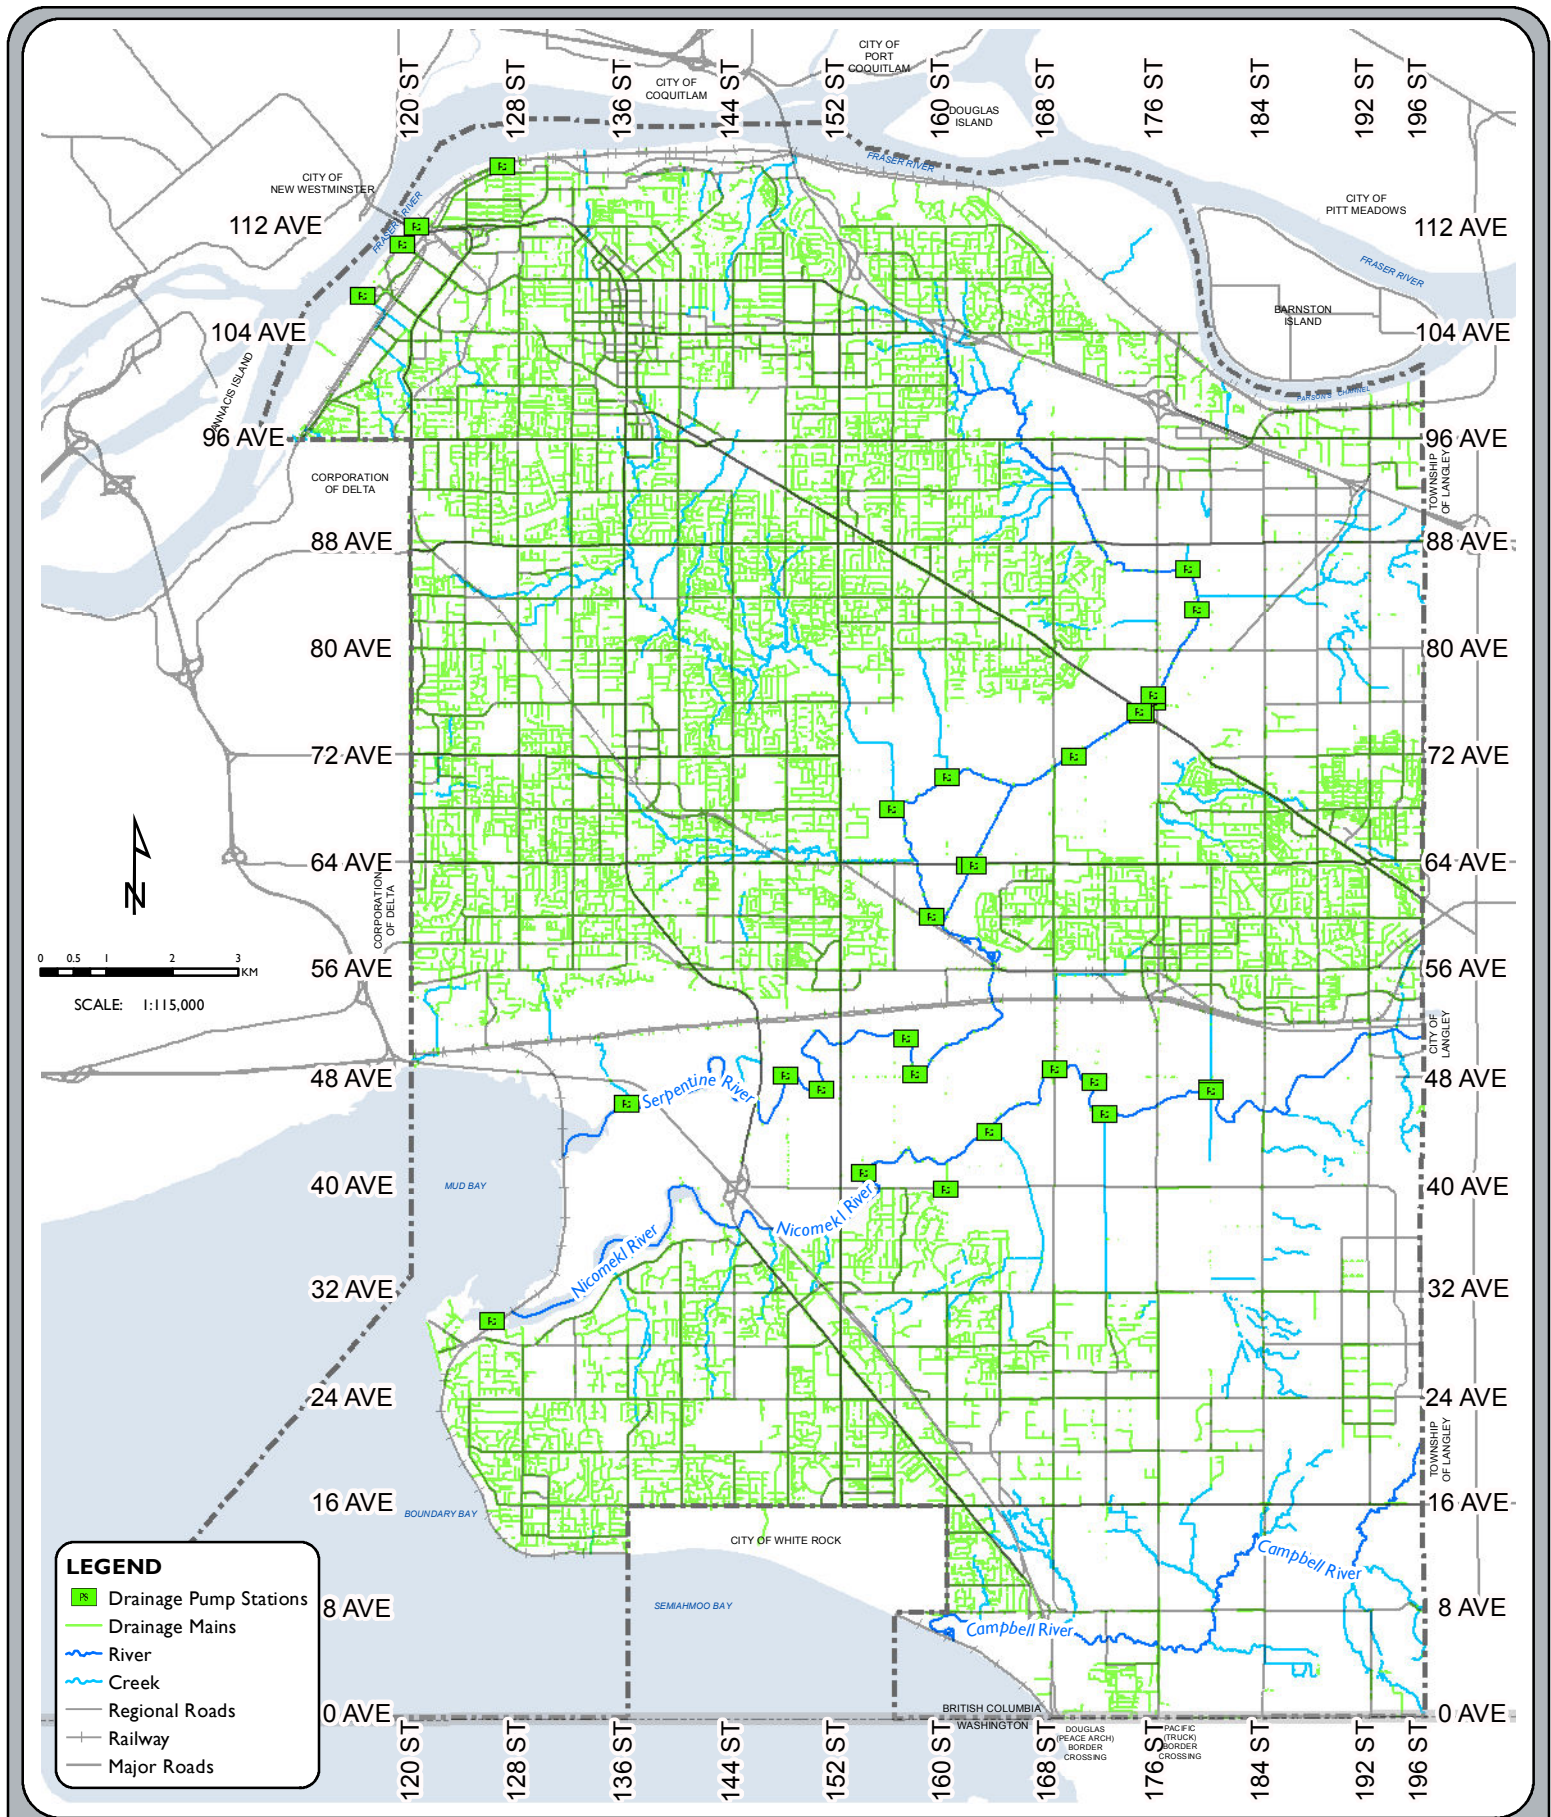 120 ST
128 ST
136 ST
144 ST
152 ST
160 ST
168 ST
176 ST
184 ST
192 ST
196 ST
CITY OF
COQUITLAM
CITY OF
PORT
COQUITLAM
DOUGLAS
ISLAND
FRASER RIVER
CITY OF
NEW WESTMINSTER
FRASER RIVER
CITY OF
PITT MEADOWS
FRASER RIVER
BARNSTON
ISLAND
PARSON'S CHANNEL
ANNACIS ISLAND
112 AVE
112 AVE
104 AVE
104 AVE
96 AVE
96 AVE
CORPORATION
OF DELTA
TOWNSHIP
OF LANGLEY
88 AVE
88 AVE
80 AVE
80 AVE
72 AVE
72 AVE
64 AVE
64 AVE
CORPORATION
OF DELTA
N
0 0.5 1 2 3
KM
SCALE: 1:115,000
56 AVE
56 AVE
CITY OF
LANGLEY
48 AVE
48 AVE
Serpentine River
40 AVE
40 AVE
MUD BAY
Nicomekl River
Nicomekl River
32 AVE
32 AVE
24 AVE
24 AVE
TOWNSHIP
OF LANGLEY
16 AVE
16 AVE
BOUNDARY BAY
CITY OF WHITE ROCK
Campbell River
SEMIAHMOO BAY
8 AVE
8 AVE
Campbell River
0 AVE
0 AVE
BRITISH COLUMBIA
WASHINGTON
DOUGLAS
(PEACE ARCH)
BORDER
CROSSING
PACIFIC
(TRUCK)
BORDER
CROSSING
LEGEND
PS Drainage Pump Stations
Drainage Mains
River
Creek
Regional Roads
Railway
Major Roads
120 ST
128 ST
136 ST
144 ST
152 ST
160 ST
168 ST
176 ST
184 ST
192 ST
196 ST